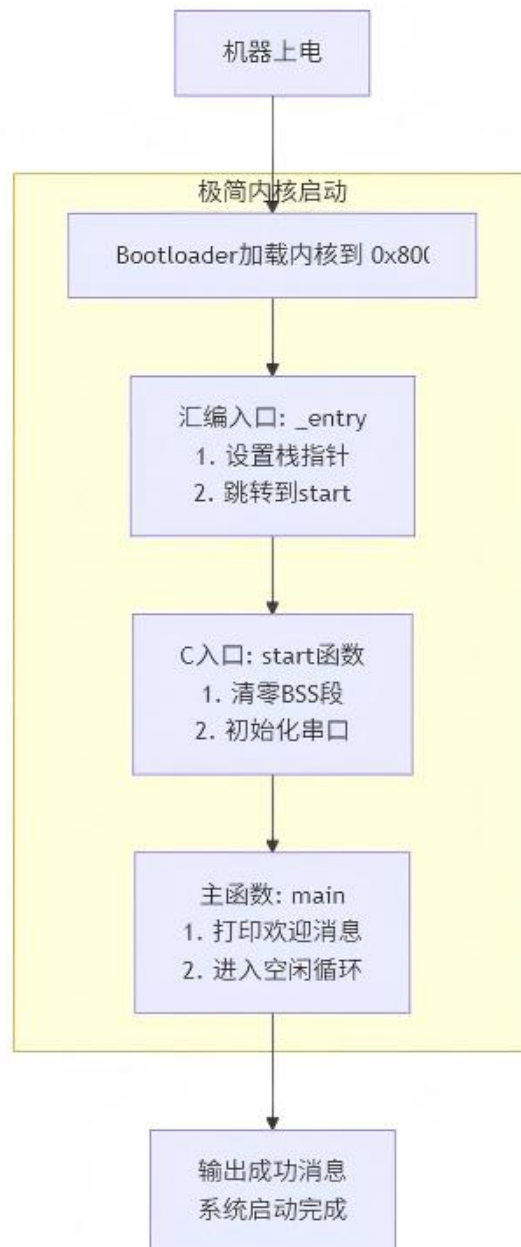 机器上电
极简内核启动
Bootloader加载内核到 0x800
汇编入口: _entry
1. 设置栈指针
2. 跳转到start
C入口: start函数
1. 清零BSS段
2. 初始化串口
主函数: main
1. 打印欢迎消息
2. 进入空闲循环
输出成功消息
系统启动完成